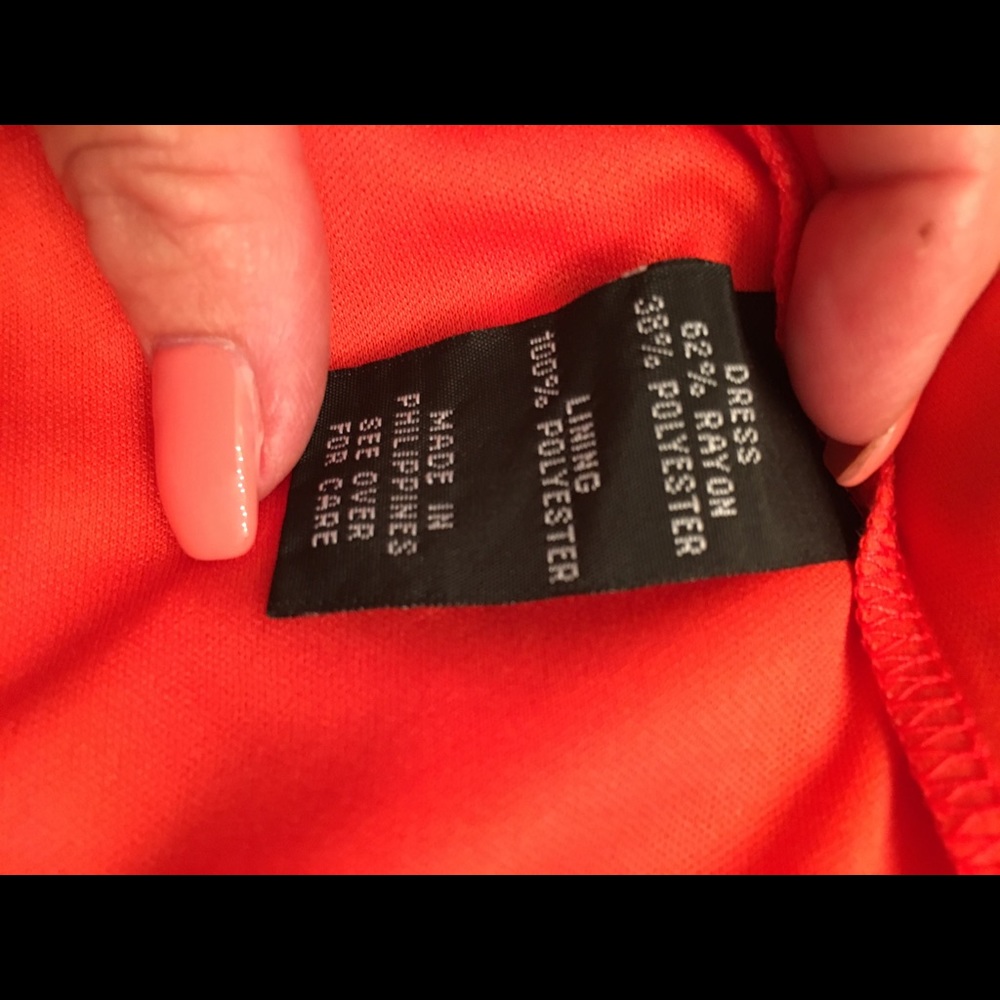 DRESS
62% RAYON
38% POLYESTER
LINING
100% POLYESTER
MADE IN
PHILIPPINES
SEE OVER
FOR CARE